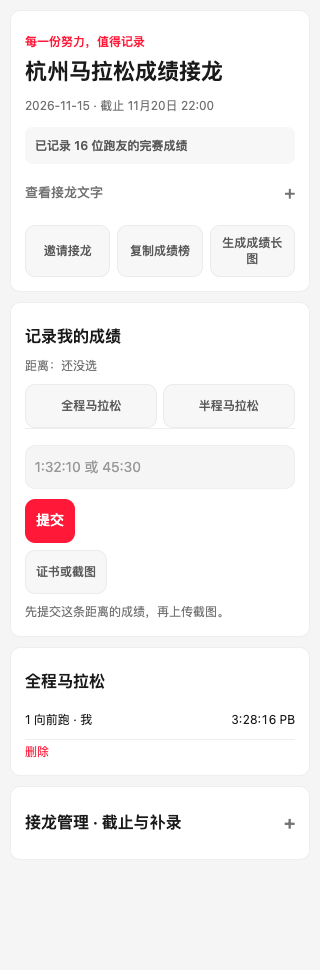 每一份努力，值得记录
杭州马拉松成绩接龙
2026-11-15 · 截止 11月20日 22:00
已记录 16 位跑友的完赛成绩
查看接龙文字 +
邀请接龙 复制成绩榜 生成成绩长图
记录我的成绩
距离：还没选
全程马拉松 半程马拉松
1:32:10 或 45:30
提交
证书或截图
先提交这条距离的成绩，再上传截图。
全程马拉松
1 向前跑 · 我 3:28:16 PB
删除
接龙管理 · 截止与补录 +